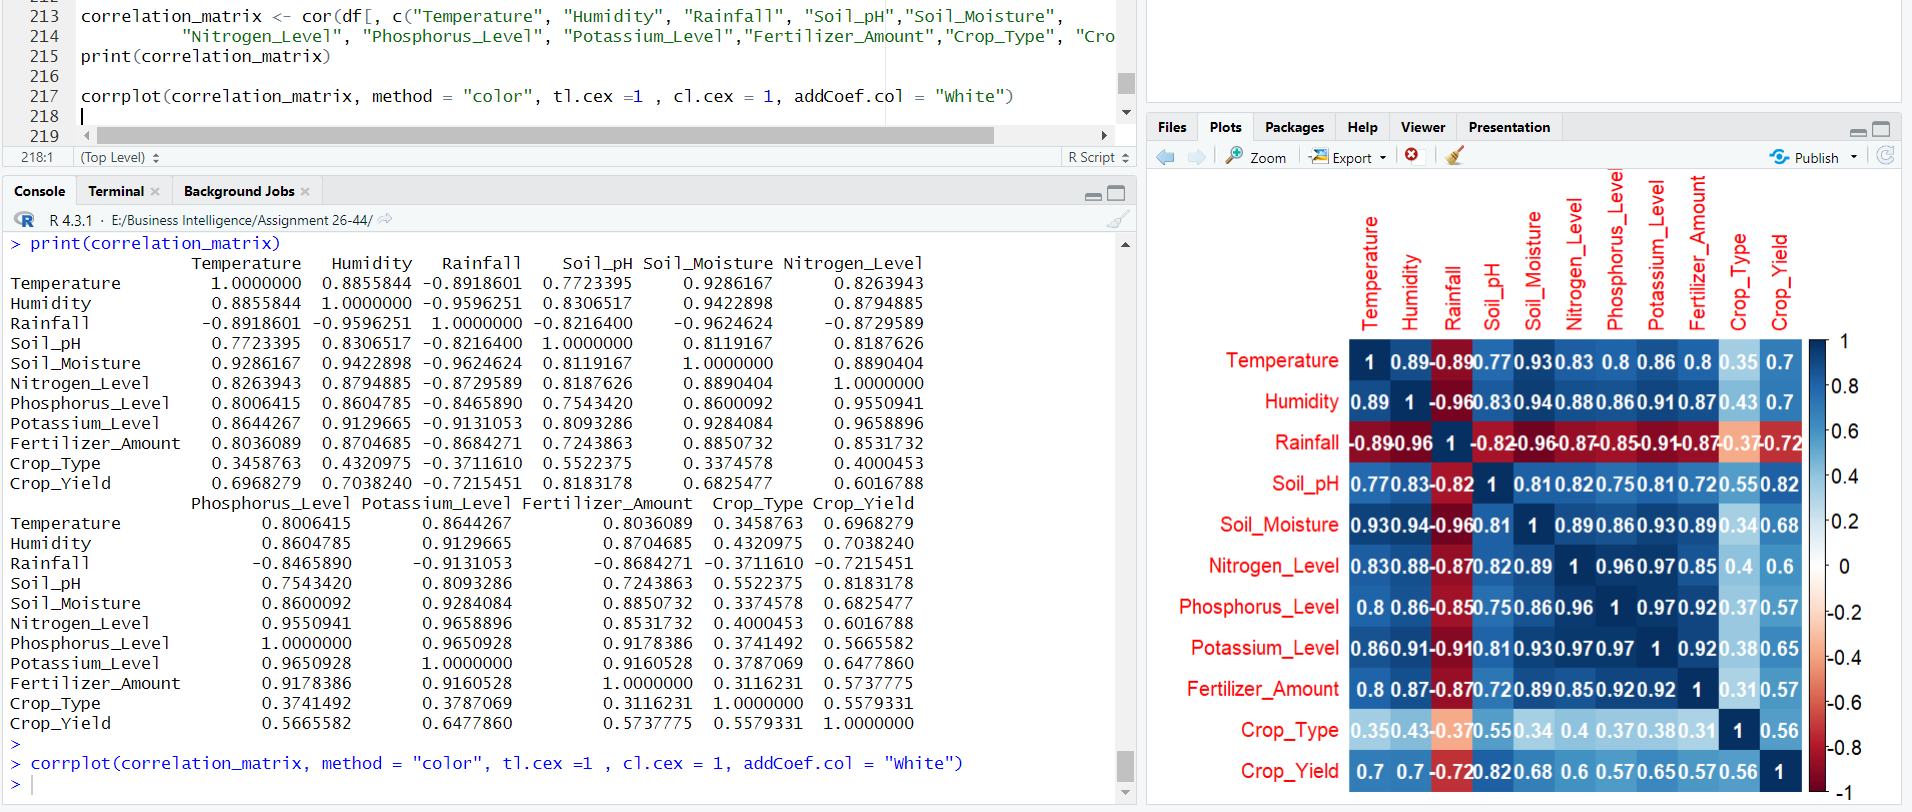 213 correlation_matrix <- cor(df[, c("Temperature", "Humidity", "Rainfall", "Soil_pH","Soil_Moisture",
214 "Nitrogen_Level", "Phosphorus_Level", "Potassium_Level","Fertilizer_Amount","Crop_Type", "Cro
215 print(correlation_matrix)
216
217 corrplot(correlation_matrix, method = "color", tl.cex =1 , cl.cex = 1, addCoef.col = "White")
218
219
218:1 (Top Level) R Script
Console Terminal Background Jobs
R 4.3.1 · E:/Business Intelligence/Assignment 26-44/
> print(correlation_matrix)
Temperature Humidity Rainfall Soil_pH Soil_Moisture Nitrogen_Level
Temperature 1.0000000 0.8855844 -0.8918601 0.7723395 0.9286167 0.8263943
Humidity 0.8855844 1.0000000 -0.9596251 0.8306517 0.9422898 0.8794885
Rainfall -0.8918601 -0.9596251 1.0000000 -0.8216400 -0.9624624 -0.8729589
Soil_pH 0.7723395 0.8306517 -0.8216400 1.0000000 0.8119167 0.8187626
Soil_Moisture 0.9286167 0.9422898 -0.9624624 0.8119167 1.0000000 0.8890404
Nitrogen_Level 0.8263943 0.8794885 -0.8729589 0.8187626 0.8890404 1.0000000
Phosphorus_Level 0.8006415 0.8604785 -0.8465890 0.7543420 0.8600092 0.9550941
Potassium_Level 0.8644267 0.9129665 -0.9131053 0.8093286 0.9284084 0.9658896
Fertilizer_Amount 0.8036089 0.8704685 -0.8684271 0.7243863 0.8850732 0.8531732
Crop_Type 0.3458763 0.4320975 -0.3711610 0.5522375 0.3374578 0.4000453
Crop_Yield 0.6968279 0.7038240 -0.7215451 0.8183178 0.6825477 0.6016788
Phosphorus_Level Potassium_Level Fertilizer_Amount Crop_Type Crop_Yield
Temperature 0.8006415 0.8644267 0.8036089 0.3458763 0.6968279
Humidity 0.8604785 0.9129665 0.8704685 0.4320975 0.7038240
Rainfall -0.8465890 -0.9131053 -0.8684271 -0.3711610 -0.7215451
Soil_pH 0.7543420 0.8093286 0.7243863 0.5522375 0.8183178
Soil_Moisture 0.8600092 0.9284084 0.8850732 0.3374578 0.6825477
Nitrogen_Level 0.9550941 0.9658896 0.8531732 0.4000453 0.6016788
Phosphorus_Level 1.0000000 0.9650928 0.9178386 0.3741492 0.5665582
Potassium_Level 0.9650928 1.0000000 0.9160528 0.3787069 0.6477860
Fertilizer_Amount 0.9178386 0.9160528 1.0000000 0.3116231 0.5737775
Crop_Type 0.3741492 0.3787069 0.3116231 1.0000000 0.5579331
Crop_Yield 0.5665582 0.6477860 0.5737775 0.5579331 1.0000000
>
> corrplot(correlation_matrix, method = "color", tl.cex =1 , cl.cex = 1, addCoef.col = "White")
>
Files Plots Packages Help Viewer Presentation
Zoom Export Publish
Temperature Humidity Rainfall Soil_pH Soil_Moisture Nitrogen_Level Phosphorus_Level Potassium_Level Fertilizer_Amount Crop_Type Crop_Yield
Temperature 1 0.89 -0.89 0.77 0.93 0.83 0.8 0.86 0.8 0.35 0.7
Humidity 0.89 1 -0.96 0.83 0.94 0.88 0.86 0.91 0.87 0.43 0.7
Rainfall -0.89 -0.96 1 -0.82 -0.96 -0.87 -0.85 -0.91 -0.87 -0.37 -0.72
Soil_pH 0.77 0.83 -0.82 1 0.81 0.82 0.75 0.81 0.72 0.55 0.82
Soil_Moisture 0.93 0.94 -0.96 0.81 1 0.89 0.86 0.93 0.89 0.34 0.68
Nitrogen_Level 0.83 0.88 -0.87 0.82 0.89 1 0.96 0.97 0.85 0.4 0.6
Phosphorus_Level 0.8 0.86 -0.85 0.75 0.86 0.96 1 0.97 0.92 0.37 0.57
Potassium_Level 0.86 0.91 -0.91 0.81 0.93 0.97 0.97 1 0.92 0.38 0.65
Fertilizer_Amount 0.8 0.87 -0.87 0.72 0.89 0.85 0.92 0.92 1 0.31 0.57
Crop_Type 0.35 0.43 -0.37 0.55 0.34 0.4 0.37 0.38 0.31 1 0.56
Crop_Yield 0.7 0.7 -0.72 0.82 0.68 0.6 0.57 0.65 0.57 0.56 1
1
0.8
0.6
0.4
0.2
0
-0.2
-0.4
-0.6
-0.8
-1